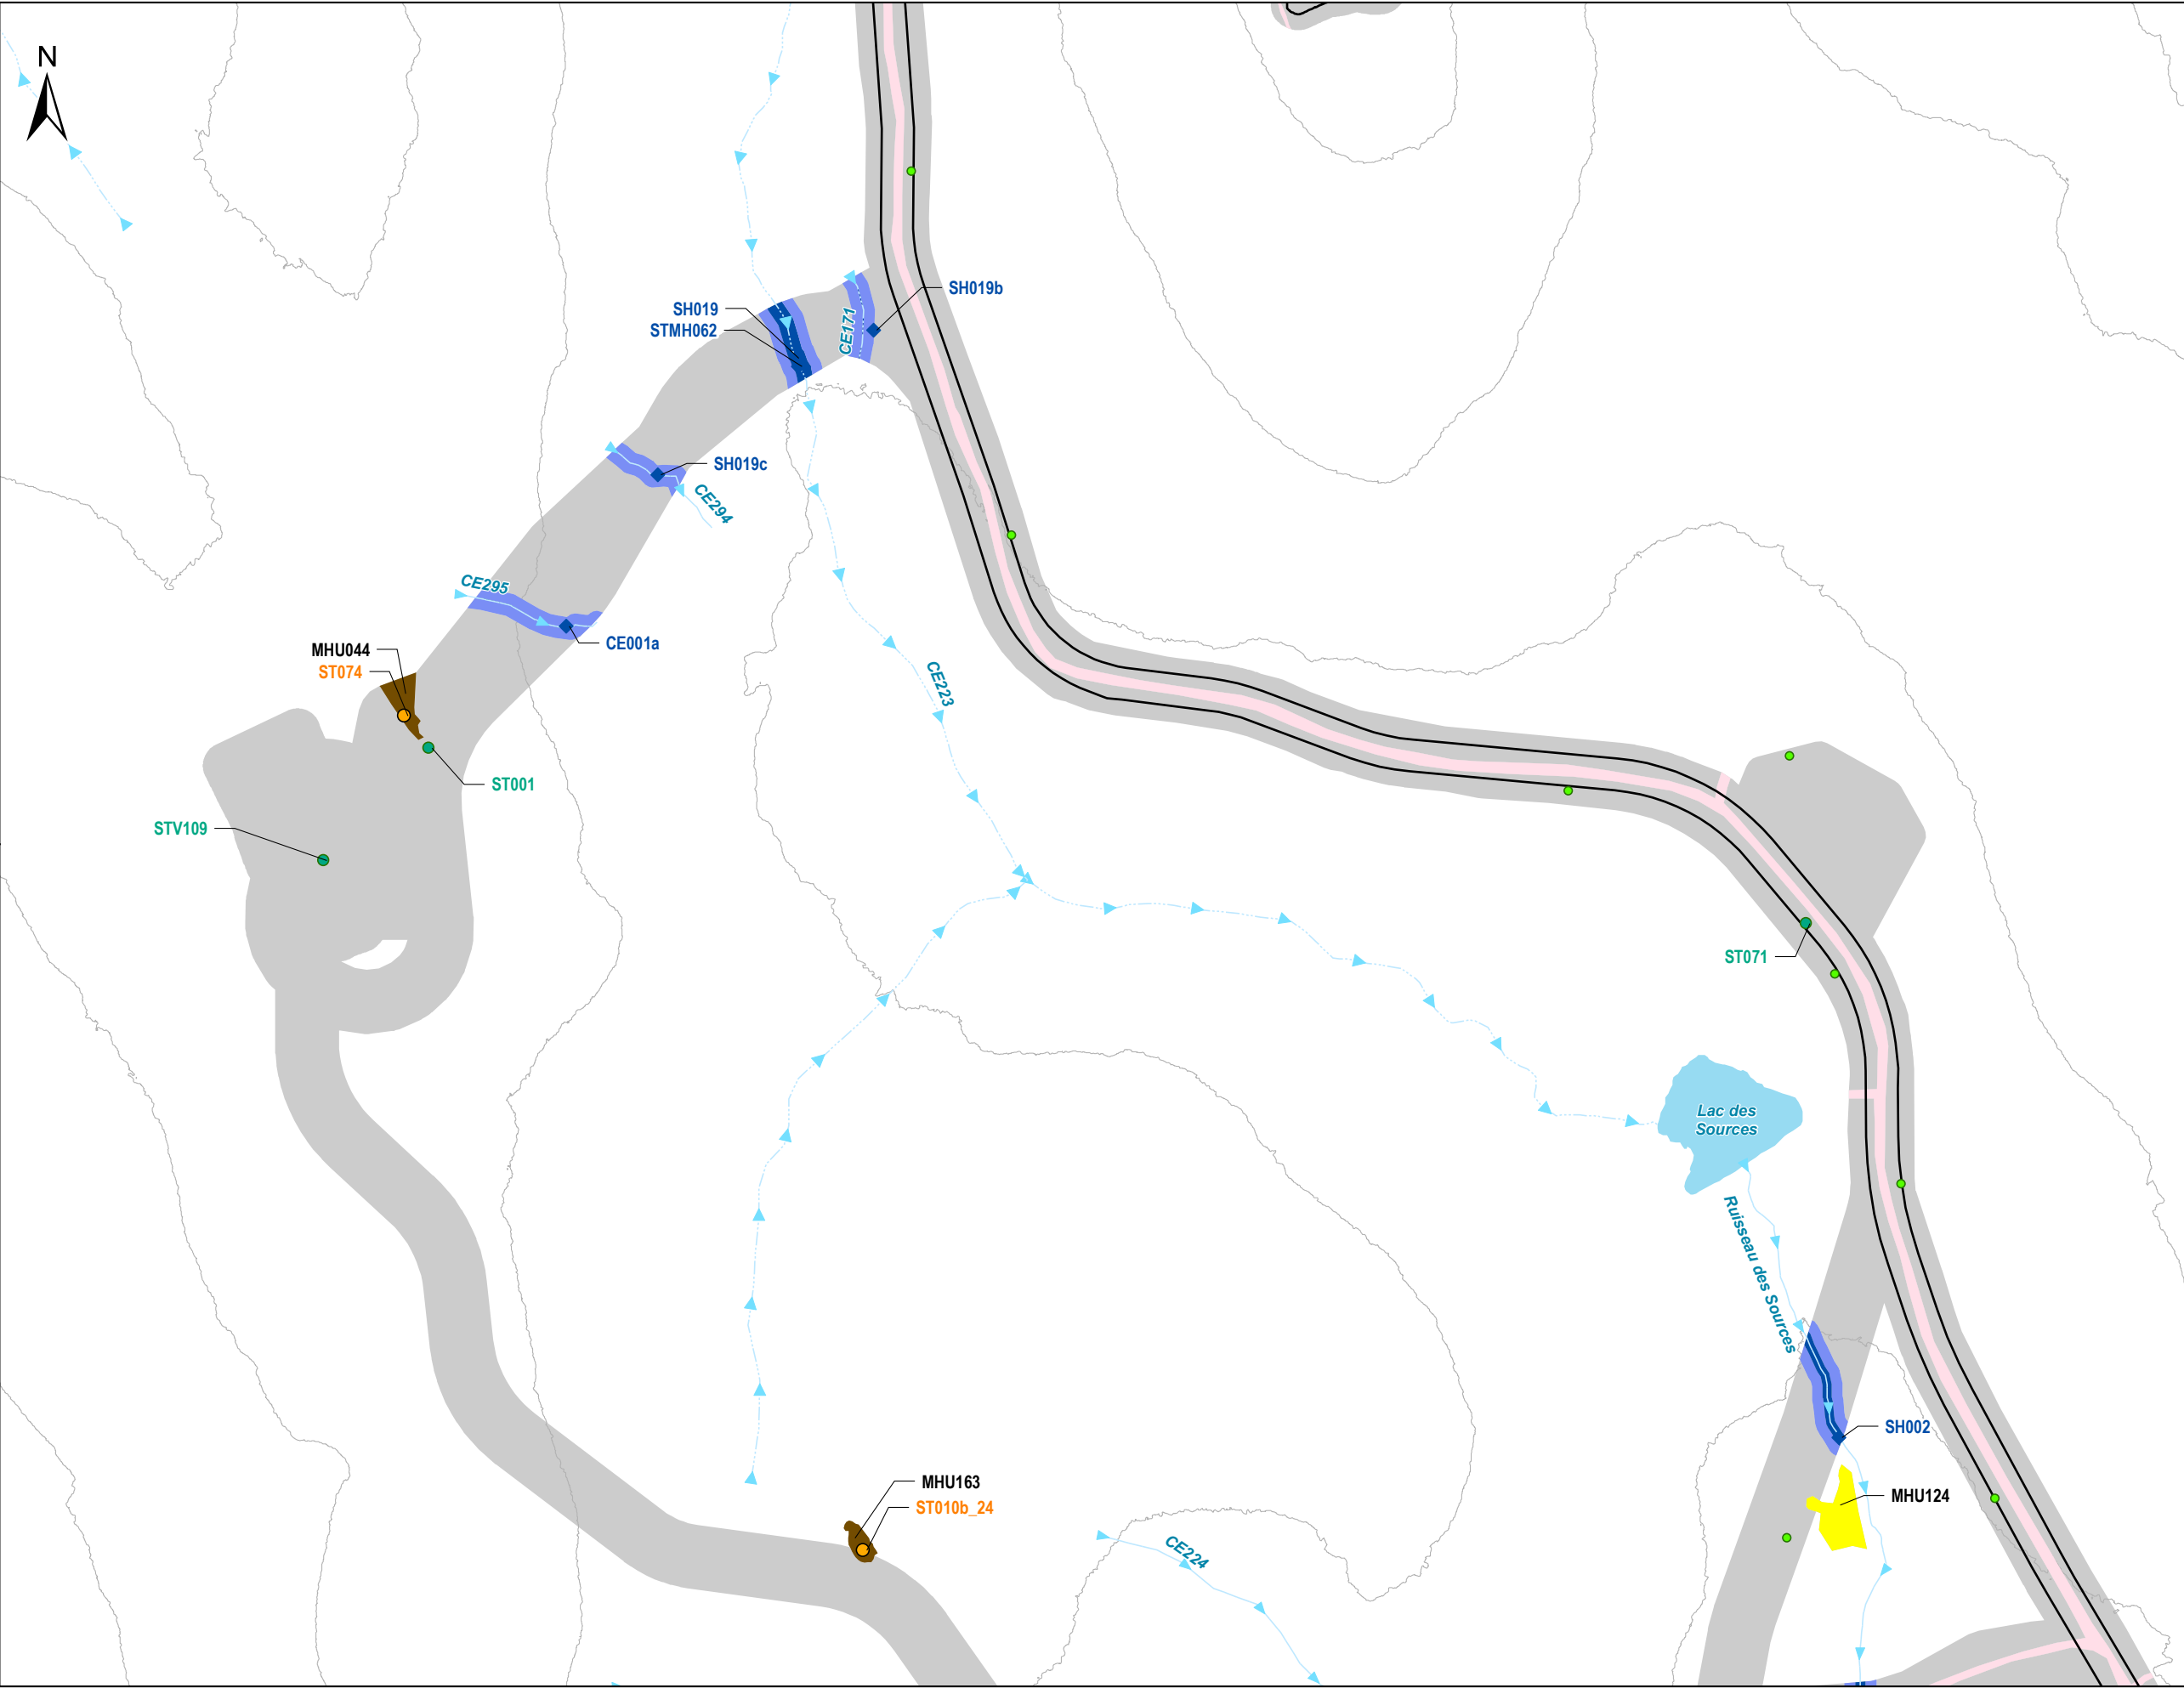 N
SH019b
SH019
STMH062
CE171
SH019c
CE294
CE295
CE001a
MHU044
ST074
CE223
ST001
STV109
ST071
Lac des
Sources
Ruisseau des Sources
SH002
MHU163
MHU124
ST010b_24
CE224